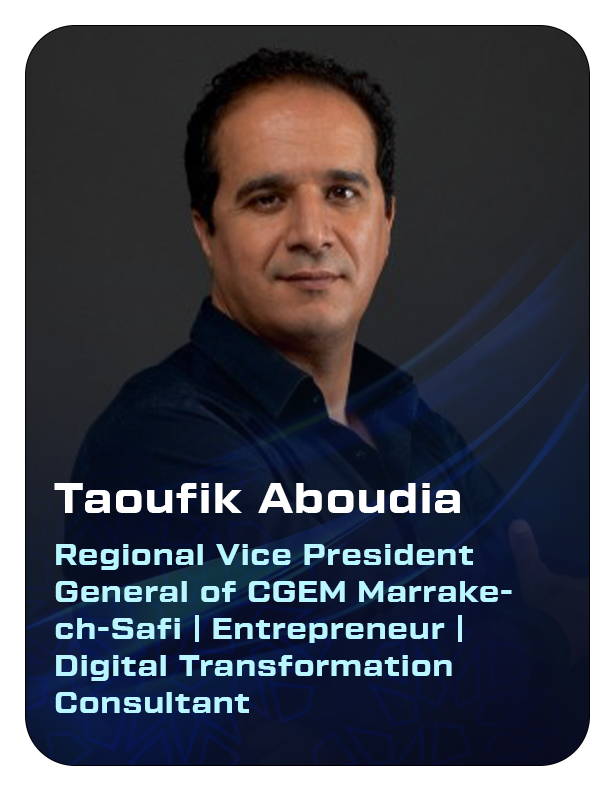 Taoufik Aboudia
Regional Vice President
General of CGEM Marrake-
ch-Safi | Entrepreneur |
Digital Transformation
Consultant